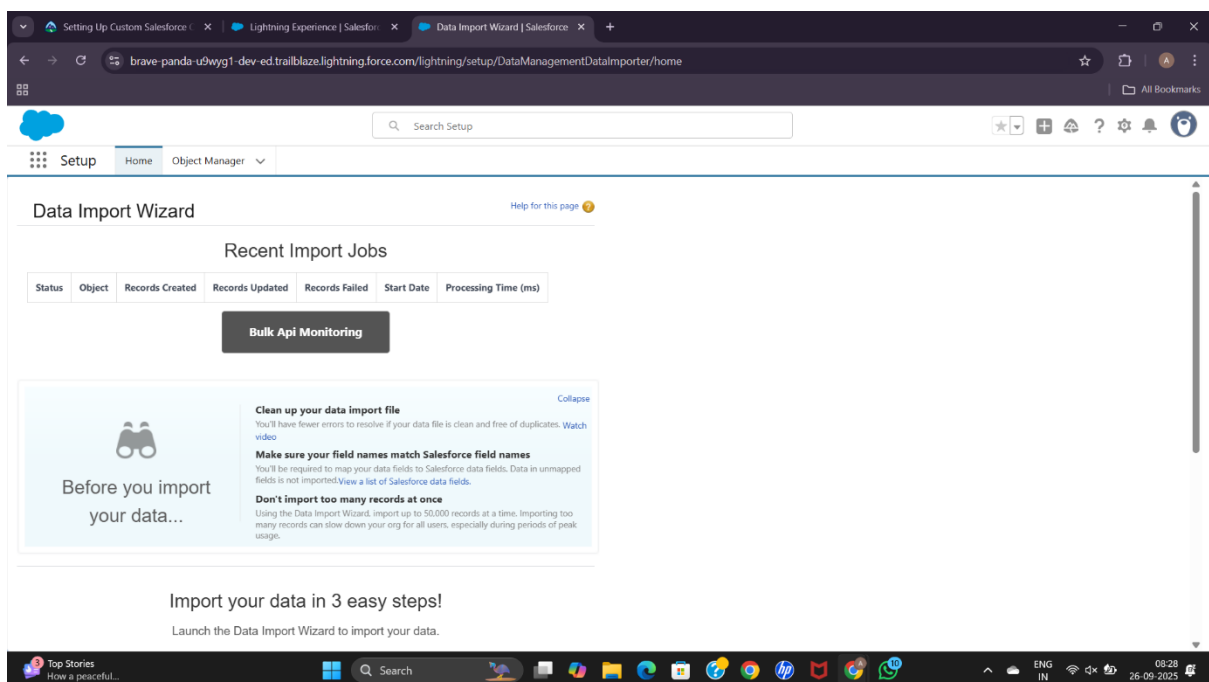 Setting Up Custom Salesforce C
Lightning Experience | Salesfor
Data Import Wizard | Salesforce
brave-panda-u9wyg1-dev-ed.trailblaze.lightning.force.com/lightning/setup/DataManagementDataImporter/home
A
All Bookmarks
Search Setup
Setup
Home
Object Manager
Data Import Wizard
Help for this page
Recent Import Jobs
Status Object Records Created Records Updated Records Failed Start Date Processing Time (ms)
Bulk Api Monitoring
Collapse
Before you import
your data...
Clean up your data import file
You'll have fewer errors to resolve if your data file is clean and free of duplicates. Watch
video
Make sure your field names match Salesforce field names
You'll be required to map your data fields to Salesforce data fields. Data in unmapped
fields is not imported.View a list of Salesforce data fields.
Don't import too many records at once
Using the Data Import Wizard, import up to 50,000 records at a time. Importing too
many records can slow down your org for all users, especially during periods of peak
usage.
Import your data in 3 easy steps!
Launch the Data Import Wizard to import your data.
3
Top Stories
How a peaceful...
Search
hp
A
10
ENG
IN
08:28
26-09-2025